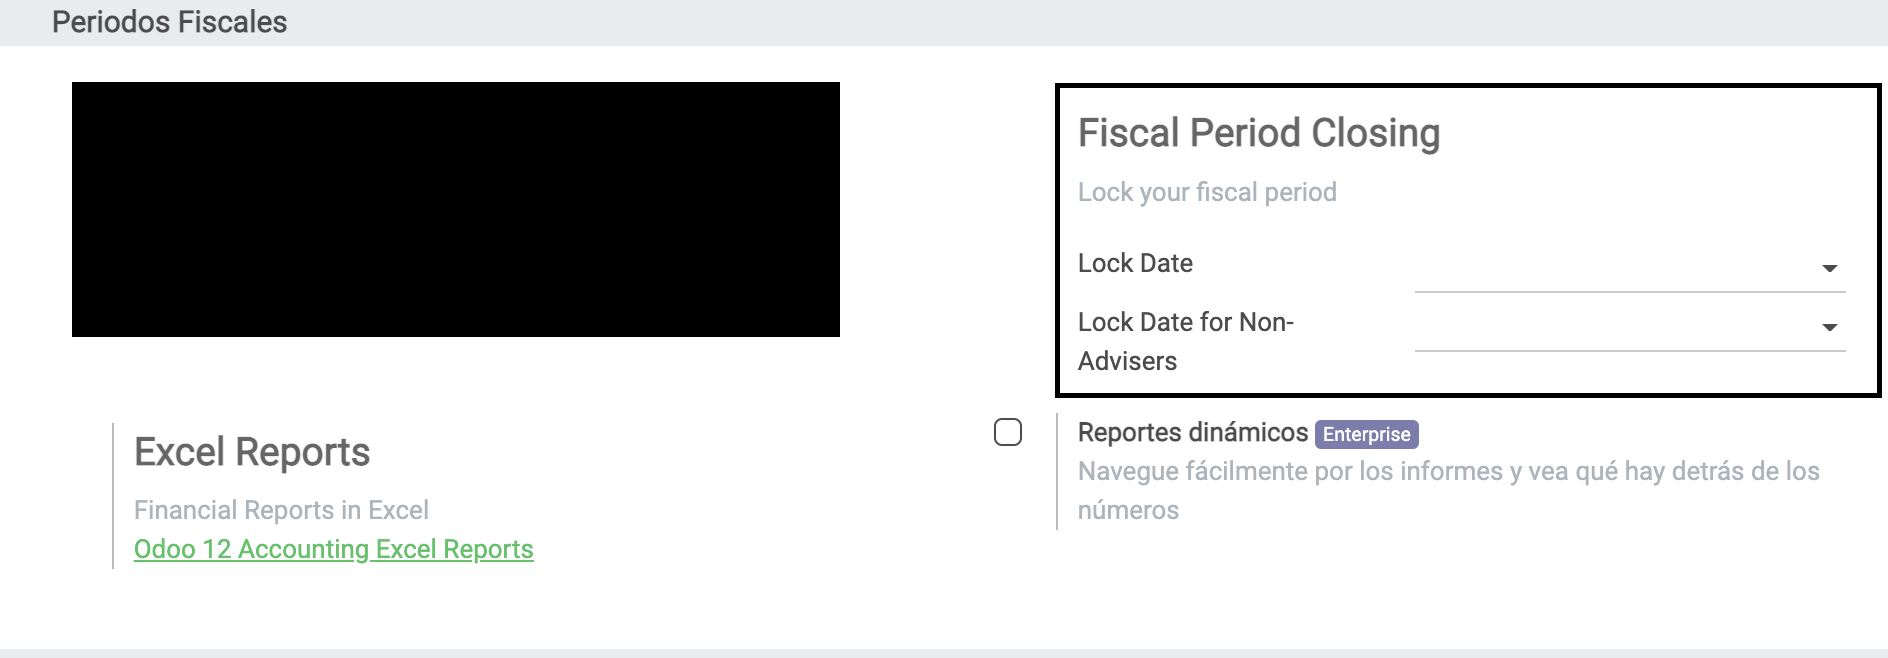 Periodos Fiscales
Fiscal Period Closing
Lock your fiscal period
Lock Date
Lock Date for Non-
Advisers
Excel Reports
Financial Reports in Excel
Odoo 12 Accounting Excel Reports
Reportes dinámicos Enterprise
Navegue fácilmente por los informes y vea qué hay detrás de los
números